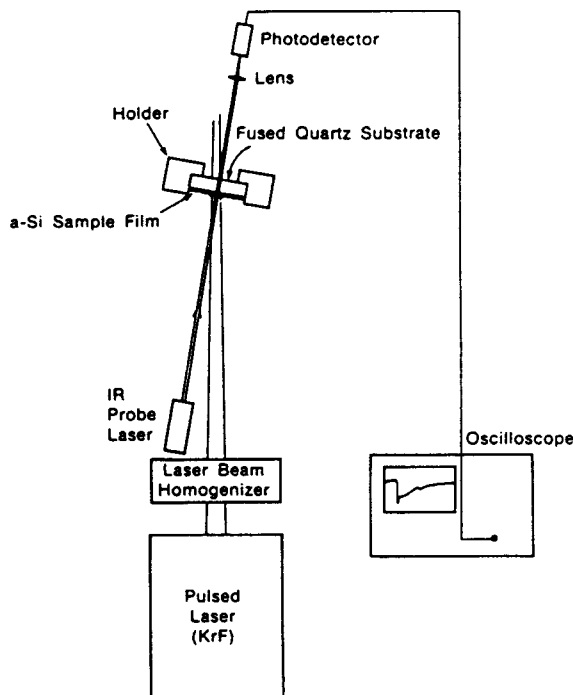 Photodetector
Lens
Holder
Fused Quartz Substrate
a-Si Sample Film
IR
Probe
Laser
Oscilloscope
Laser Beam
Homogenizer
Pulsed
Laser
(KrF)